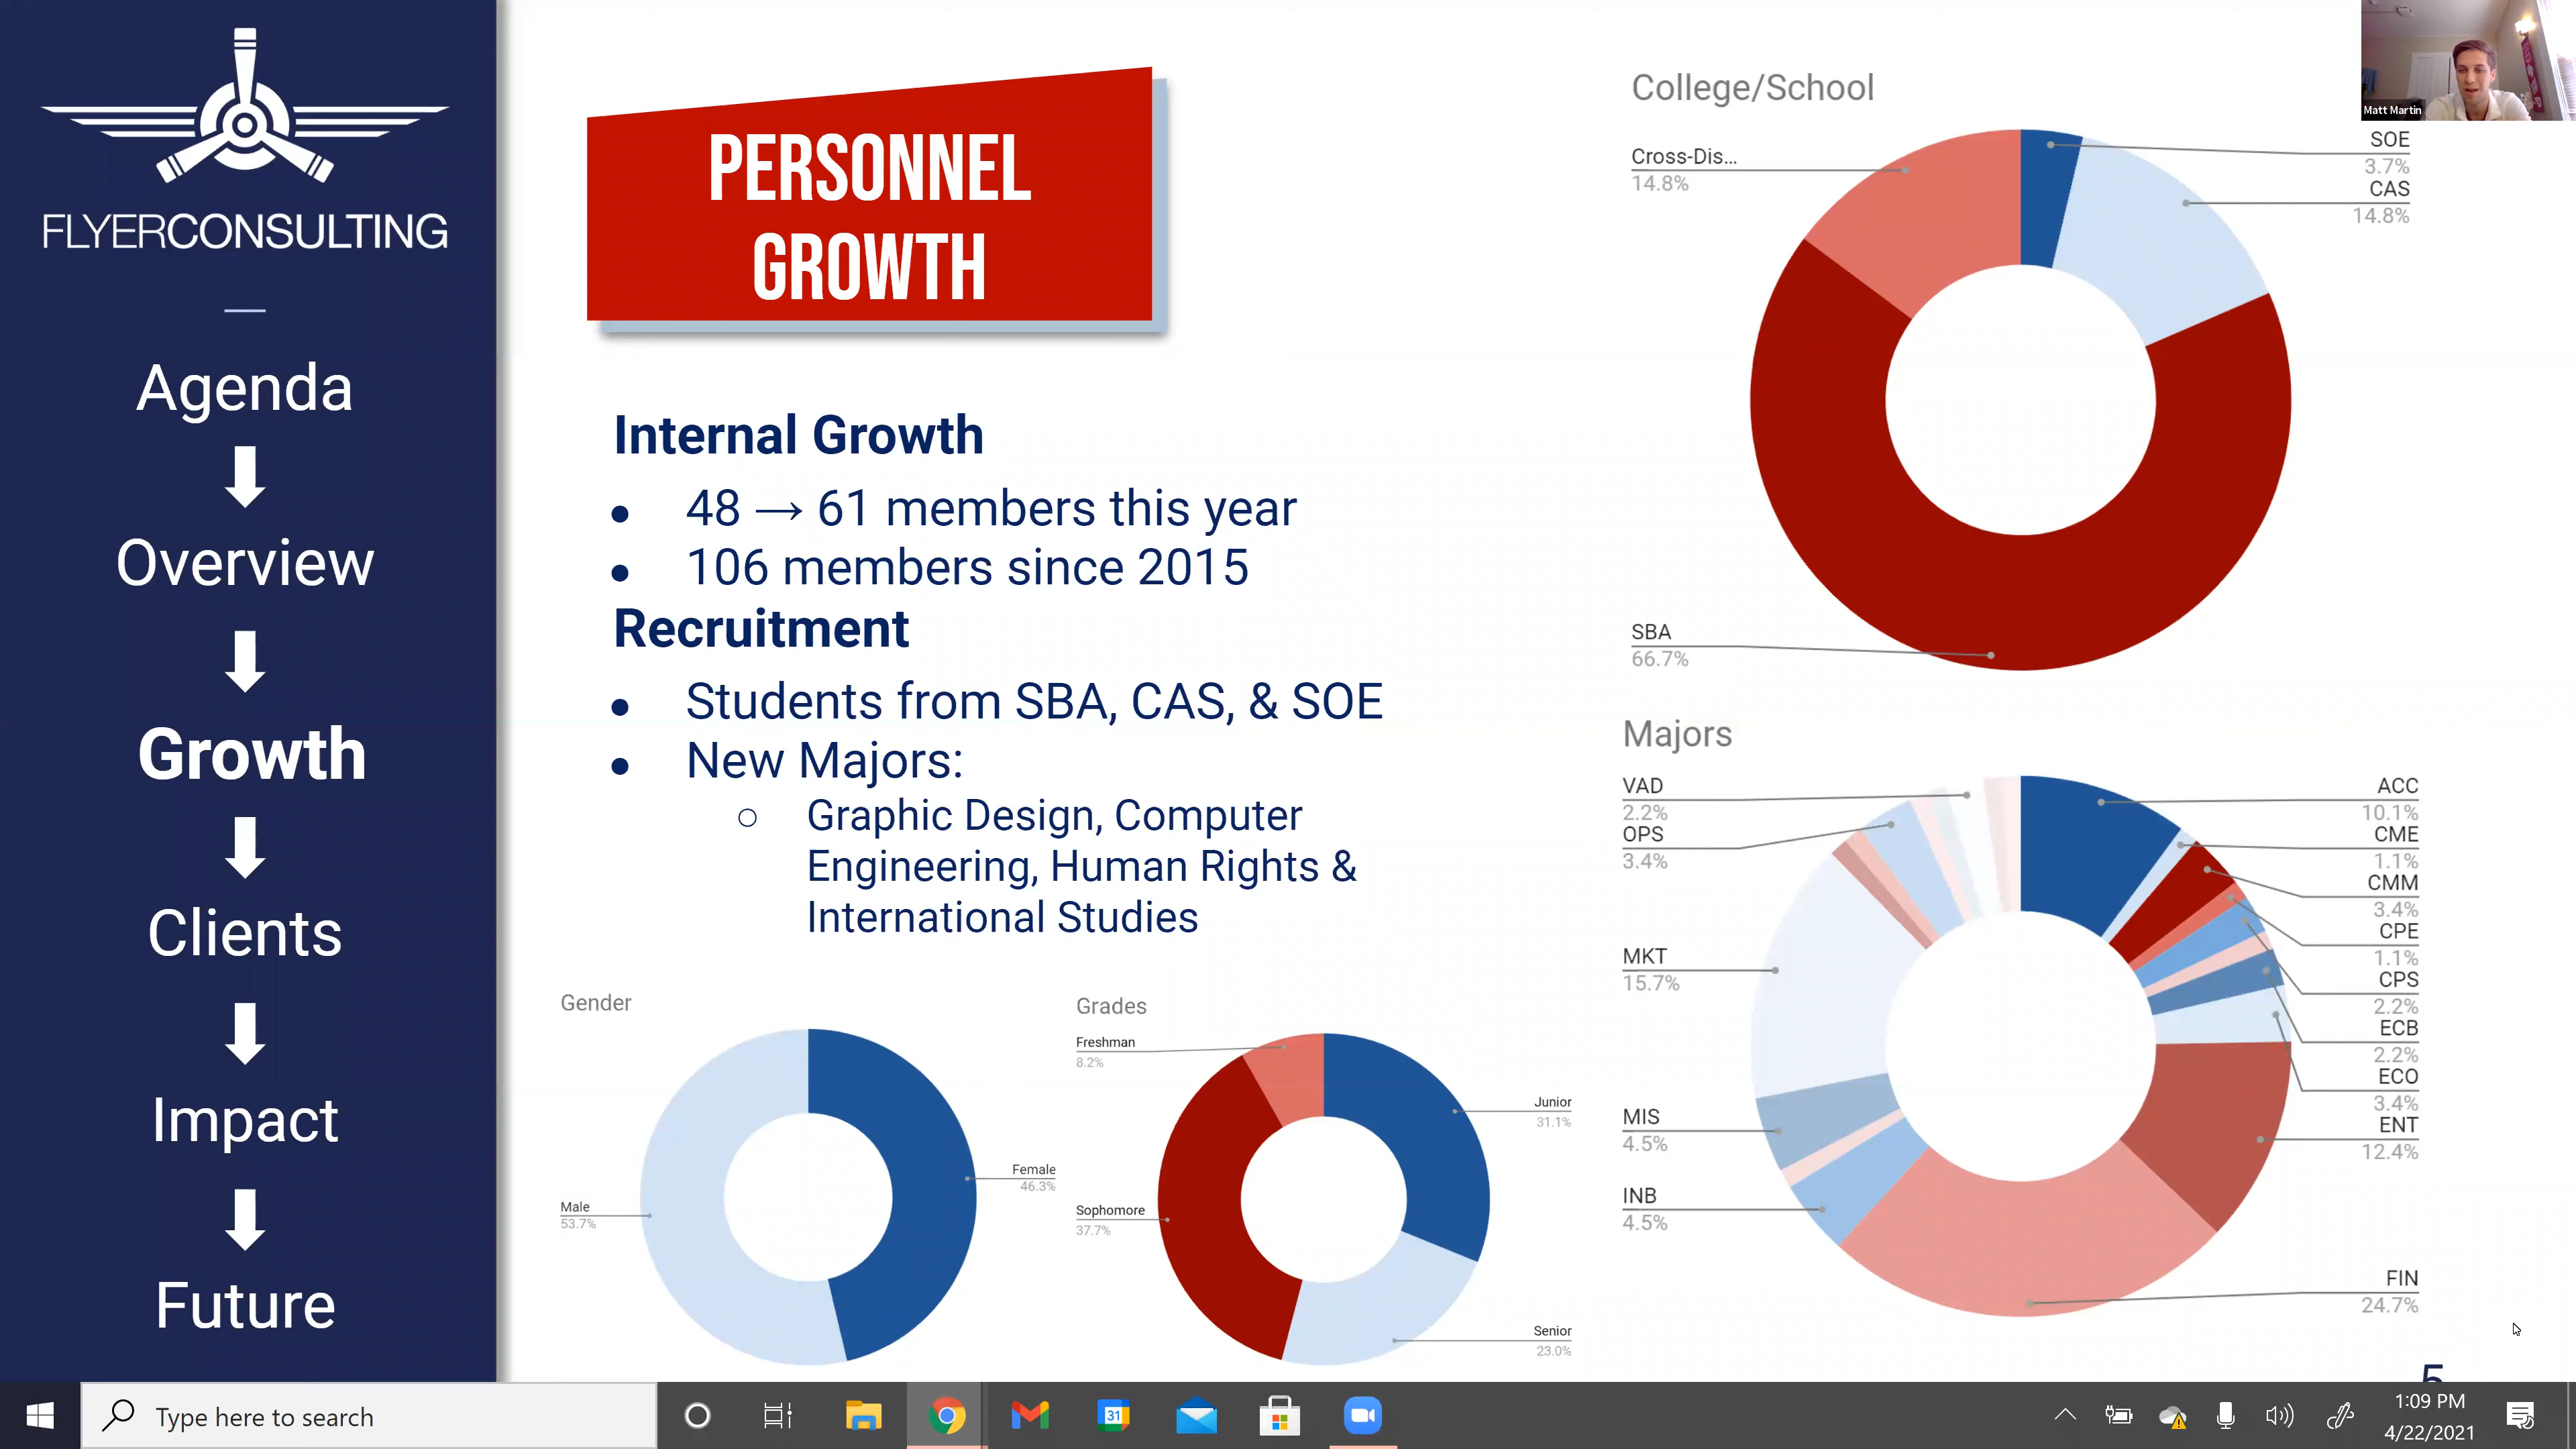 FLYERCONSULTING
Agenda
Overview
Growth
Clients
Impact
Future
PERSONNEL
GROWTH
Internal Growth
● 48 → 61 members this year
● 106 members since 2015
Recruitment
● Students from SBA, CAS, & SOE
● New Majors:
○ Graphic Design, Computer
Engineering, Human Rights &
International Studies
Gender
Female
46.3%
Male
53.7%
Grades
Freshman
8.2%
Junior
31.1%
Sophomore
37.7%
Senior
23.0%
College/School
Cross-Dis...
14.8%
SOE
3.7%
CAS
14.8%
SBA
66.7%
Majors
VAD
2.2%
OPS
3.4%
MKT
15.7%
MIS
4.5%
INB
4.5%
ACC
10.1%
CME
1.1%
CMM
3.4%
CPE
1.1%
CPS
2.2%
ECB
2.2%
ECO
3.4%
ENT
12.4%
FIN
24.7%
Matt Martin
5
Type here to search
31
1:09 PM
4/22/2021